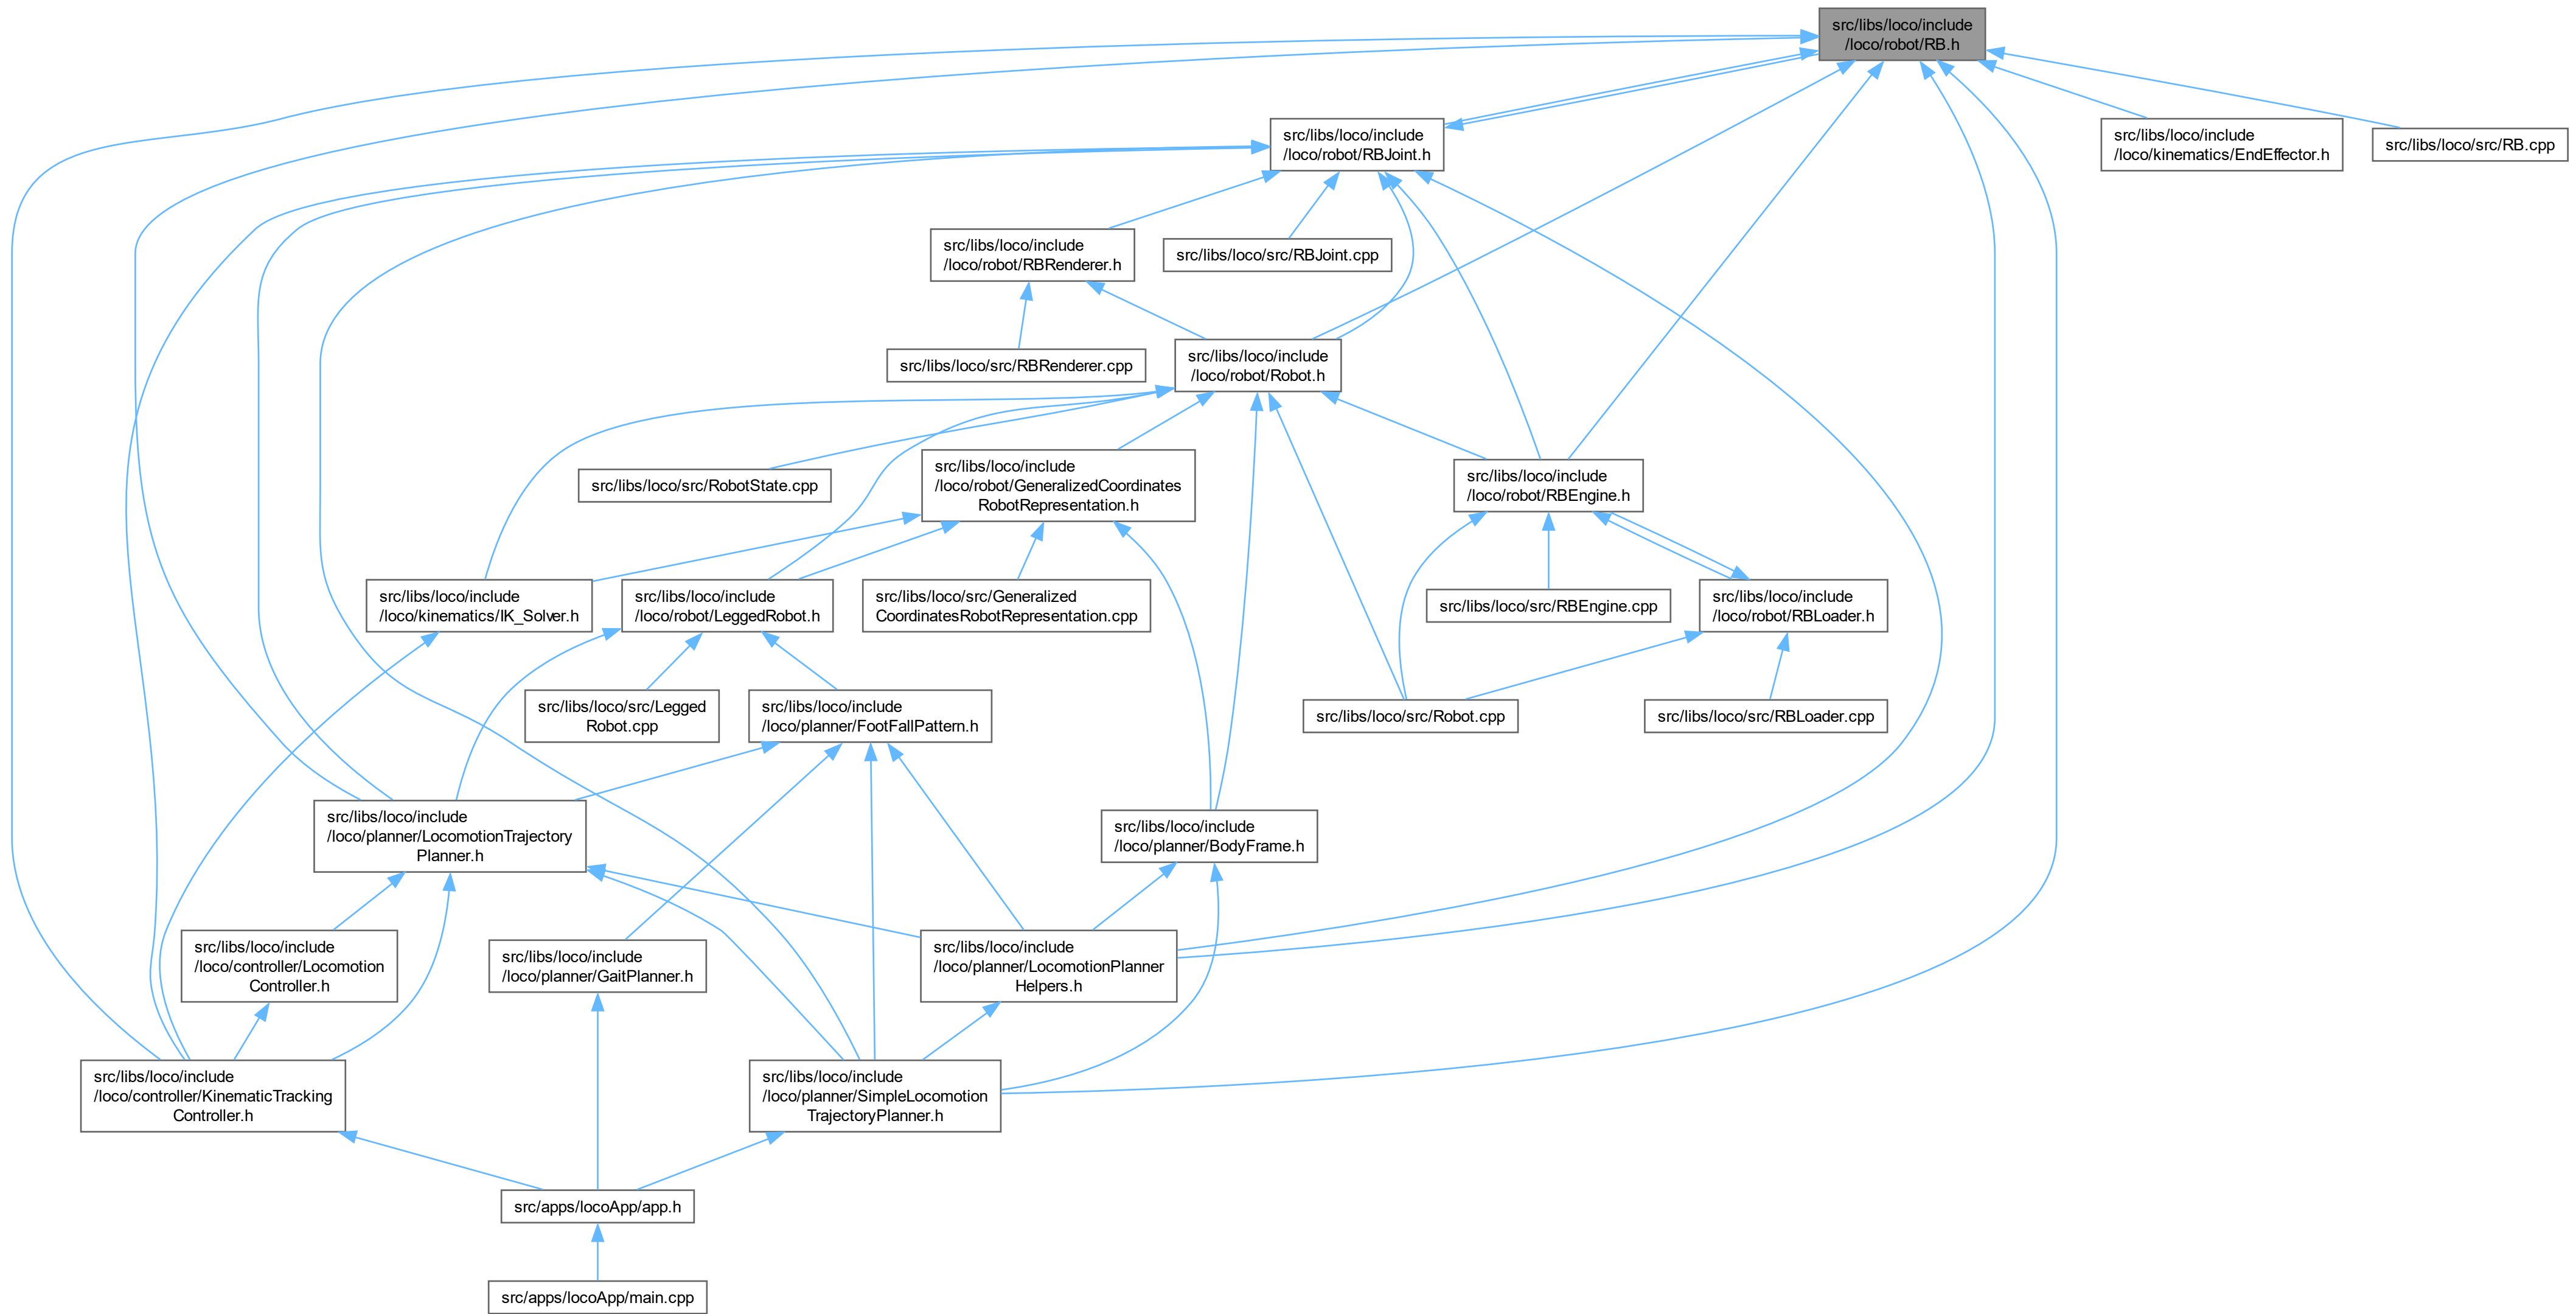 src/libs/loco/include
/loco/robot/RB.h
src/libs/loco/include
/loco/robot/RBJoint.h
src/libs/loco/include
/loco/kinematics/EndEffector.h
src/libs/loco/src/RB.cpp
src/libs/loco/include
/loco/robot/RBRenderer.h
src/libs/loco/src/RBJoint.cpp
src/libs/loco/src/RBRenderer.cpp
src/libs/loco/include
/loco/robot/Robot.h
src/libs/loco/src/RobotState.cpp
src/libs/loco/include
/loco/robot/GeneralizedCoordinates
RobotRepresentation.h
src/libs/loco/include
/loco/robot/RBEngine.h
src/libs/loco/include
/loco/kinematics/IK_Solver.h
src/libs/loco/include
/loco/robot/LeggedRobot.h
src/libs/loco/src/Generalized
CoordinatesRobotRepresentation.cpp
src/libs/loco/src/RBEngine.cpp
src/libs/loco/include
/loco/robot/RBLoader.h
src/libs/loco/src/Legged
Robot.cpp
src/libs/loco/include
/loco/planner/FootFallPattern.h
src/libs/loco/src/Robot.cpp
src/libs/loco/src/RBLoader.cpp
src/libs/loco/include
/loco/planner/LocomotionTrajectory
Planner.h
src/libs/loco/include
/loco/planner/BodyFrame.h
src/libs/loco/include
/loco/controller/Locomotion
Controller.h
src/libs/loco/include
/loco/planner/GaitPlanner.h
src/libs/loco/include
/loco/planner/LocomotionPlanner
Helpers.h
src/libs/loco/include
/loco/controller/KinematicTracking
Controller.h
src/libs/loco/include
/loco/planner/SimpleLocomotion
TrajectoryPlanner.h
src/apps/locoApp/app.h
src/apps/locoApp/main.cpp